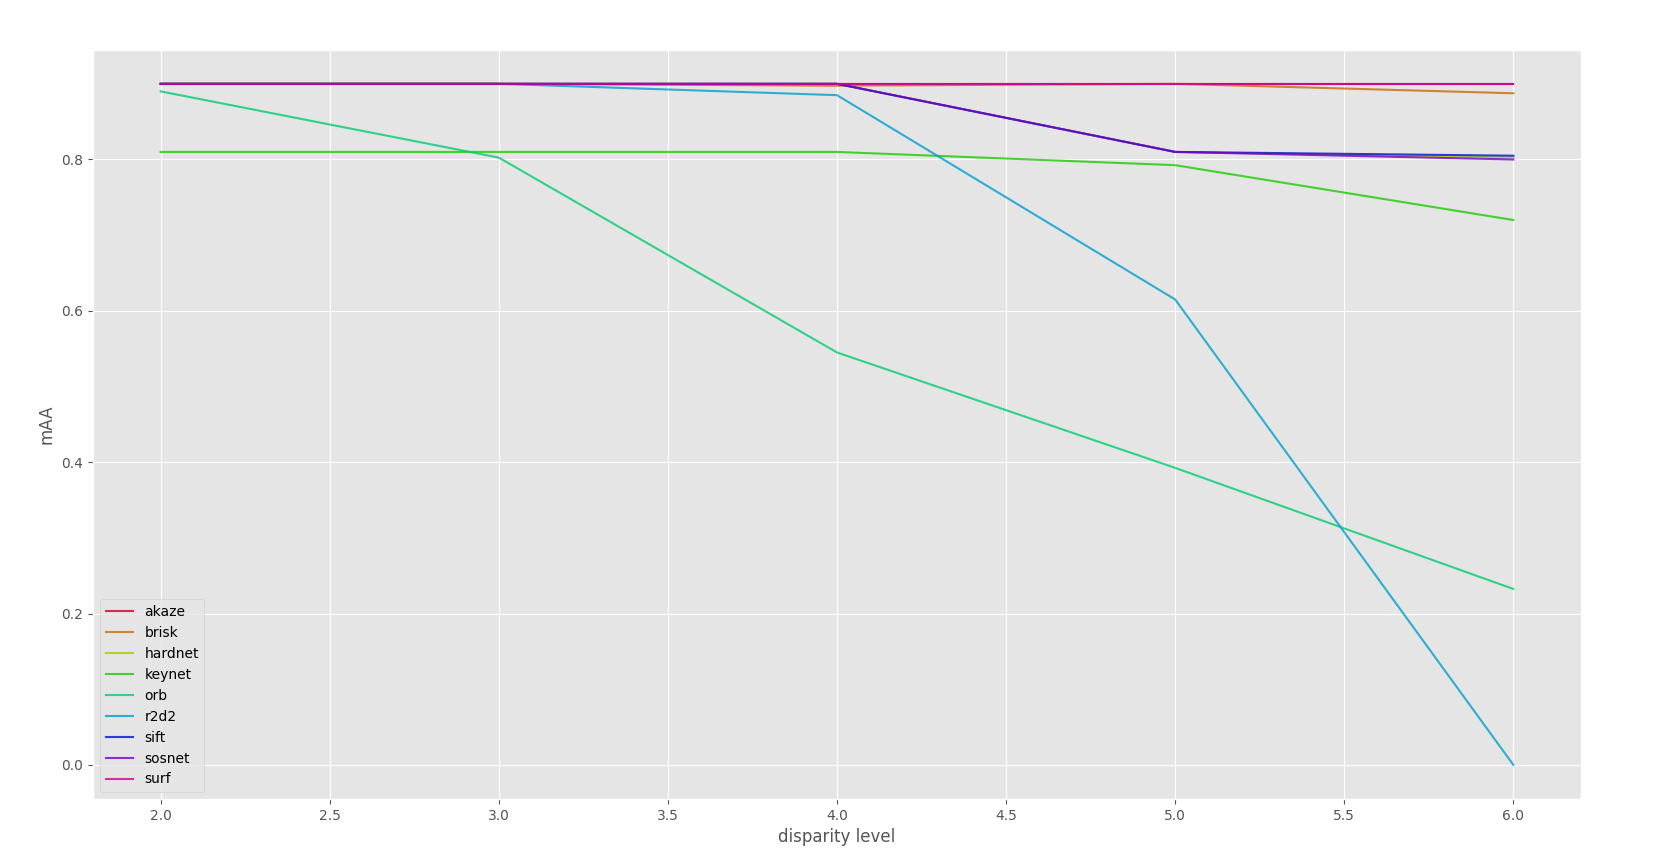 0.8
0.6
0.4
0.2
0.0
mAA
akaze
brisk
hardnet
keynet
orb
r2d2
sift
sosnet
surf
2.0 2.5 3.0 3.5 4.0 4.5 5.0 5.5 6.0
disparity level